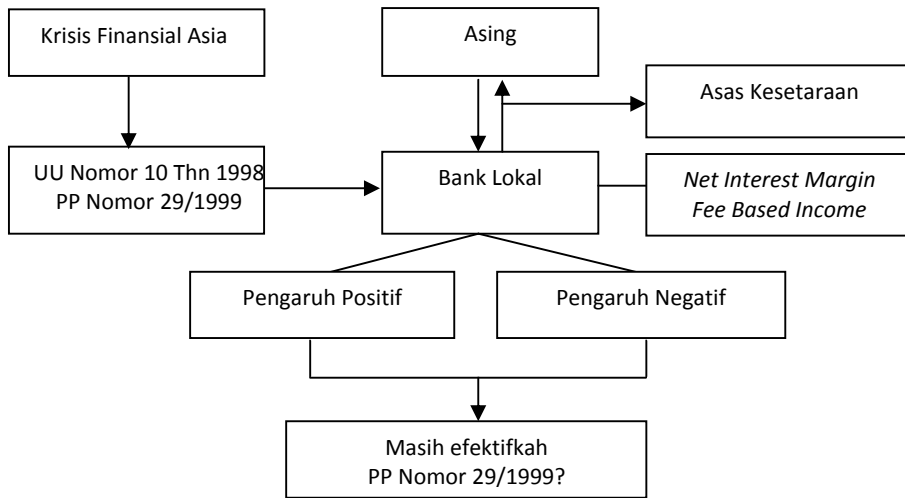 Krisis Finansial Asia
Asing
Asas Kesetaraan
UU Nomor 10 Thn 1998
PP Nomor 29/1999
Bank Lokal
Net Interest Margin
Fee Based Income
Pengaruh Positif
Pengaruh Negatif
Masih efektifkah
PP Nomor 29/1999?